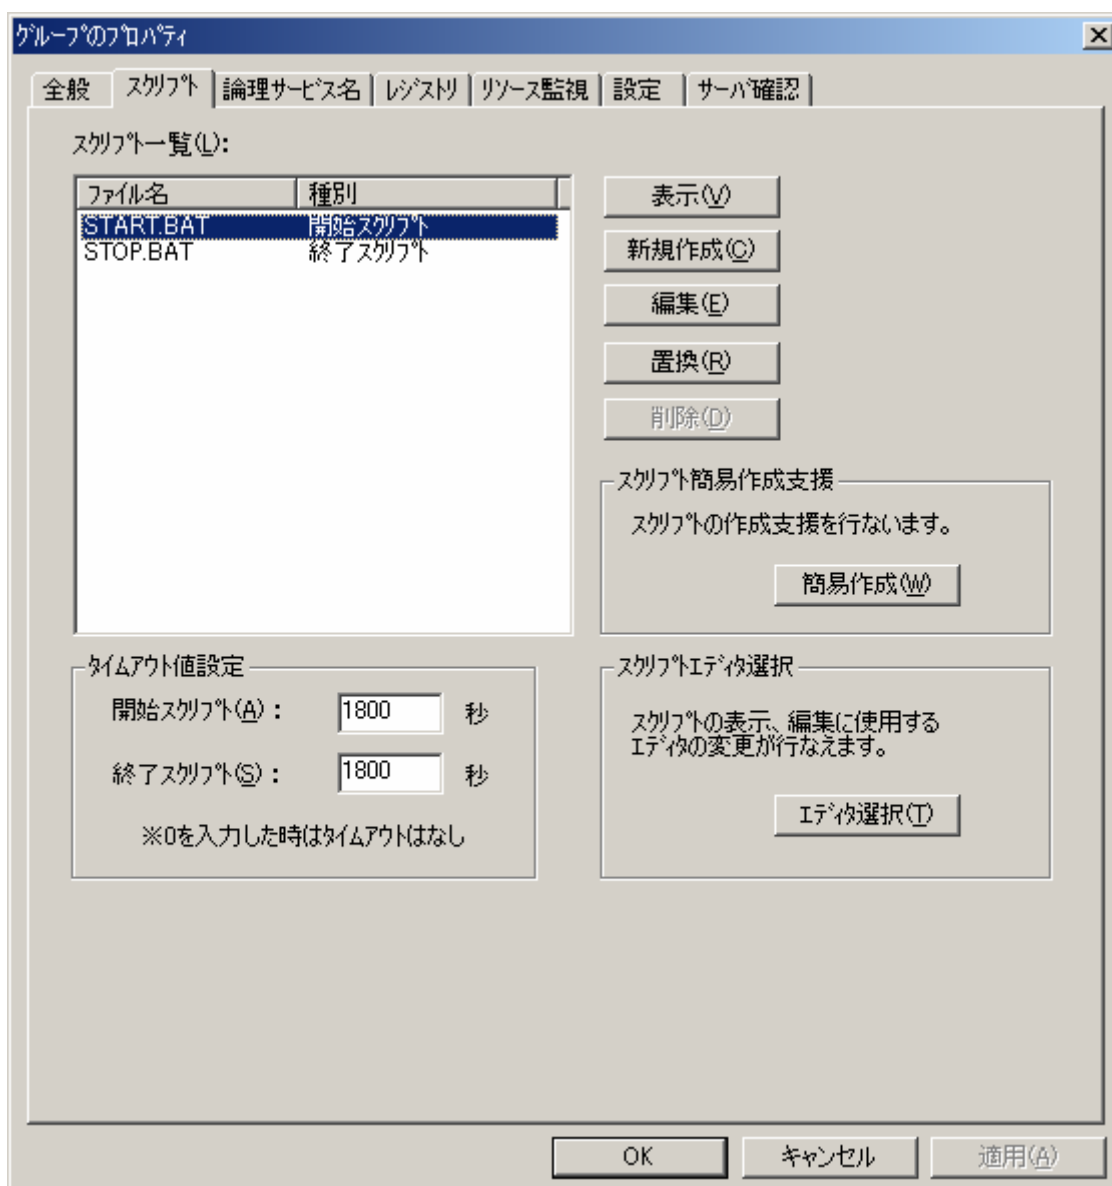 グループのプロパティ
全般 スクリプト 論理サービス名 レジストリ リソース監視 設定 サーバ確認
スクリプト一覧(L):
ファイル名 種別
START.BAT 開始スクリプト
STOP.BAT 終了スクリプト
表示(V)
新規作成(C)
編集(E)
置換(R)
削除(D)
スクリプト簡易作成支援
スクリプトの作成支援を行ないます。
簡易作成(W)
タイムアウト値設定
開始スクリプト(A): 1800 秒
終了スクリプト(S): 1800 秒
※0を入力した時はタイムアウトはなし
スクリプトエディタ選択
スクリプトの表示、編集に使用する
エディタの変更が行なえます。
エディタ選択(T)
OK キャンセル 適用(A)